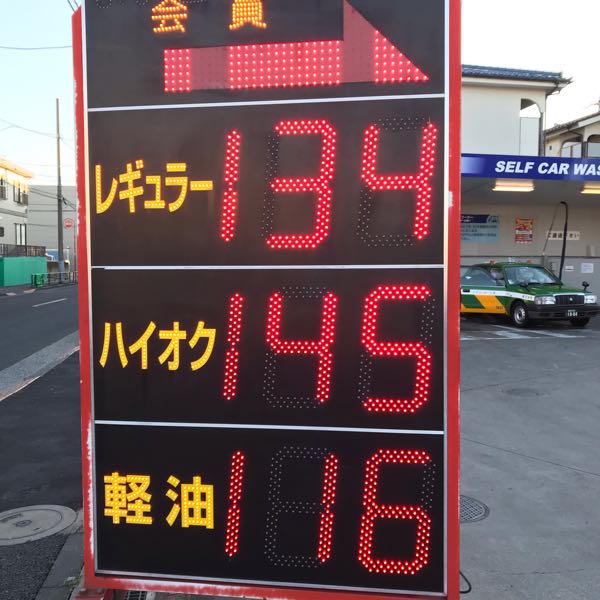 会員
レギュラー 134
ハイオク 145
軽油 116
SELF CAR WAS